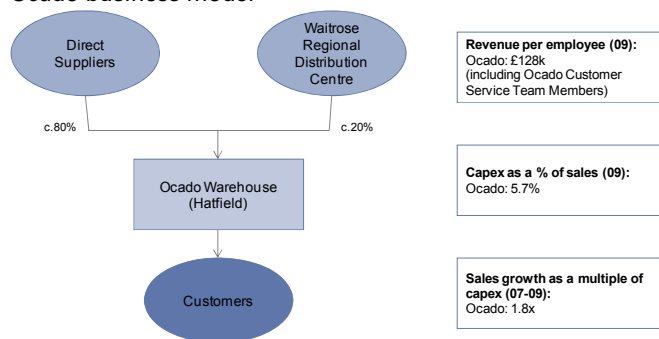 Ocado business model
Direct
Suppliers
Waitrose
Regional
Distribution
Centre
c.80%
c.20%
Ocado Warehouse
(Hatfield)
Customers
Revenue per employee (09):
Ocado: £128k
(including Ocado Customer
Service Team Members)
Capex as a % of sales (09):
Ocado: 5.7%
Sales growth as a multiple of
capex (07-09):
Ocado: 1.8x